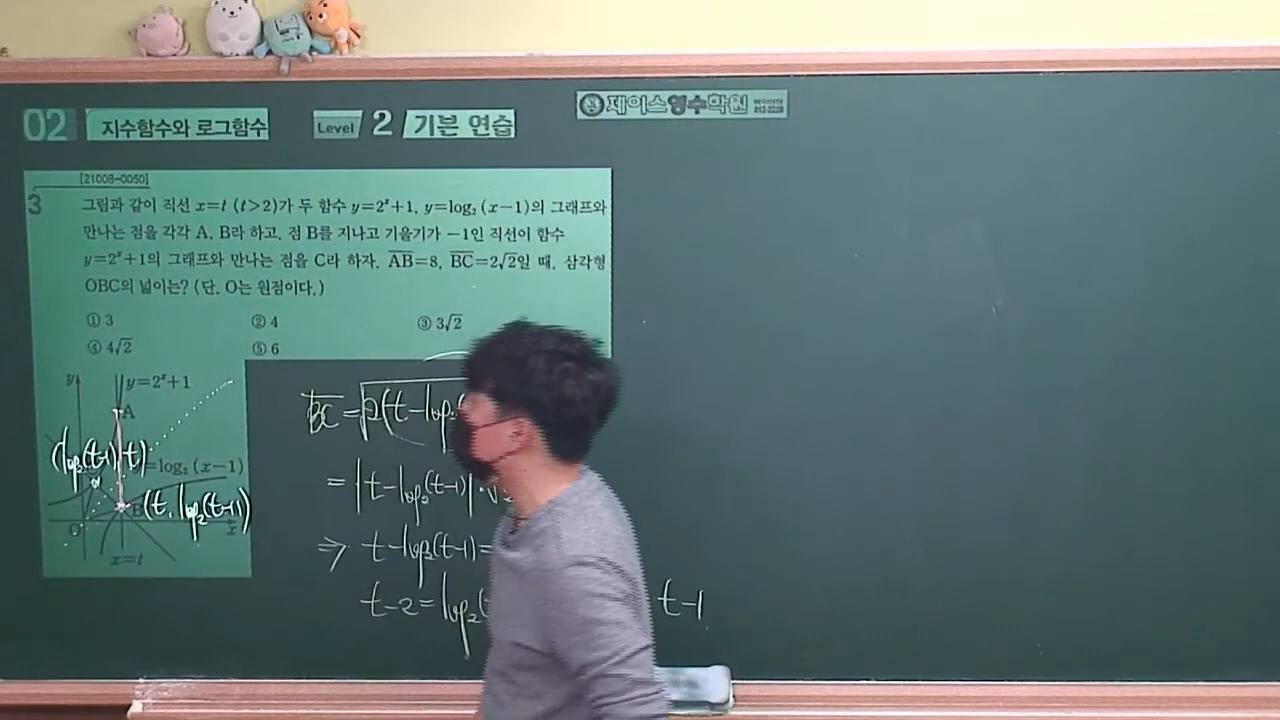 02 지수함수와 로그함수 Level 2 기본 연습
제이스영수학원
[21008-0050]
3 그림과 같이 직선 x=t (t>2)가 두 함수 y=2ˣ+1, y=log₂(x-1)의 그래프와
만나는 점을 각각 A, B라 하고, 점 B를 지나고 기울기가 -1인 직선이 함수
y=2ˣ+1의 그래프와 만나는 점을 C라 하자. AB=8, BC=2√2일 때, 삼각형
OBC의 넓이는? (단, O는 원점이다.)
① 3 ② 4 ③ 3√2
④ 4√2 ⑤ 6
y y=2ˣ+1
A
(log₂(t-1), t) y=log₂(x-1)
B (t, log₂(t-1))
O x
x=t
BC=√2(t-log₂
=|t-log₂(t-1)|·√2
⇒ t-log₂(t-1)=
t-2=log₂( t-1